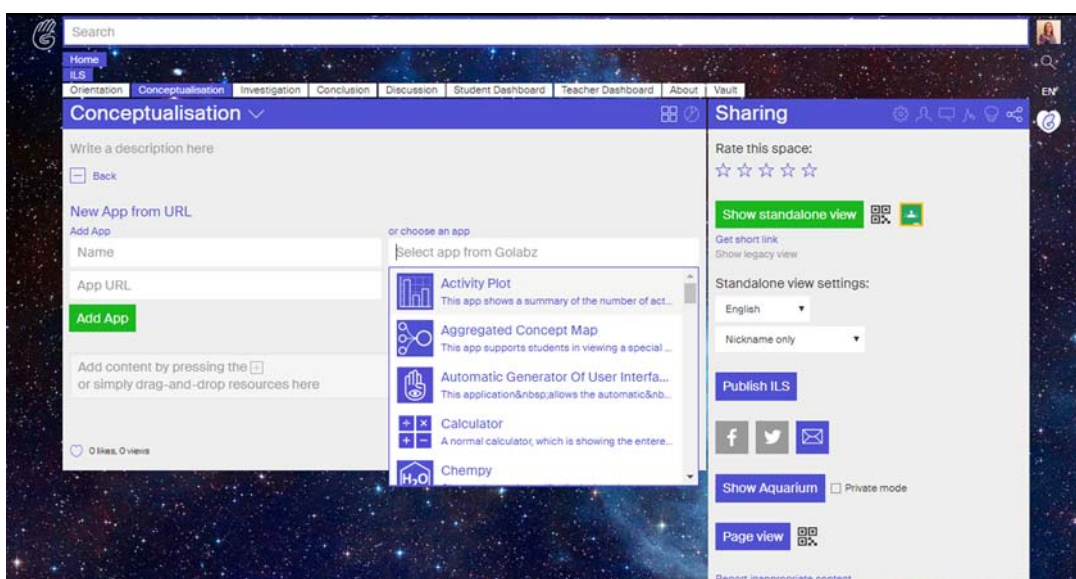 Search
Home
ILS
Orientation Conceptualisation Investigation Conclusion Discussion Student Dashboard Teacher Dashboard About Vault
EN
Conceptualisation
Write a description here
Back
New App from URL
Add App
Name
App URL
Add App
Add content by pressing the +
or simply drag-and-drop resources here
0 likes, 0 views
or choose an app
Select app from Golabz
Activity Plot
This app shows a summary of the number of act...
Aggregated Concept Map
This app supports students in viewing a special ...
Automatic Generator Of User Interfa...
This application&nbsp;allows the automatic&nb...
Calculator
A normal calculator, which is showing the entere...
H₂O
Chempy
Sharing
Rate this space:
Show standalone view
Get short link
Show legacy view
Standalone view settings:
English
Nickname only
Publish ILS
Show Aquarium Private mode
Page view
Report inappropriate content